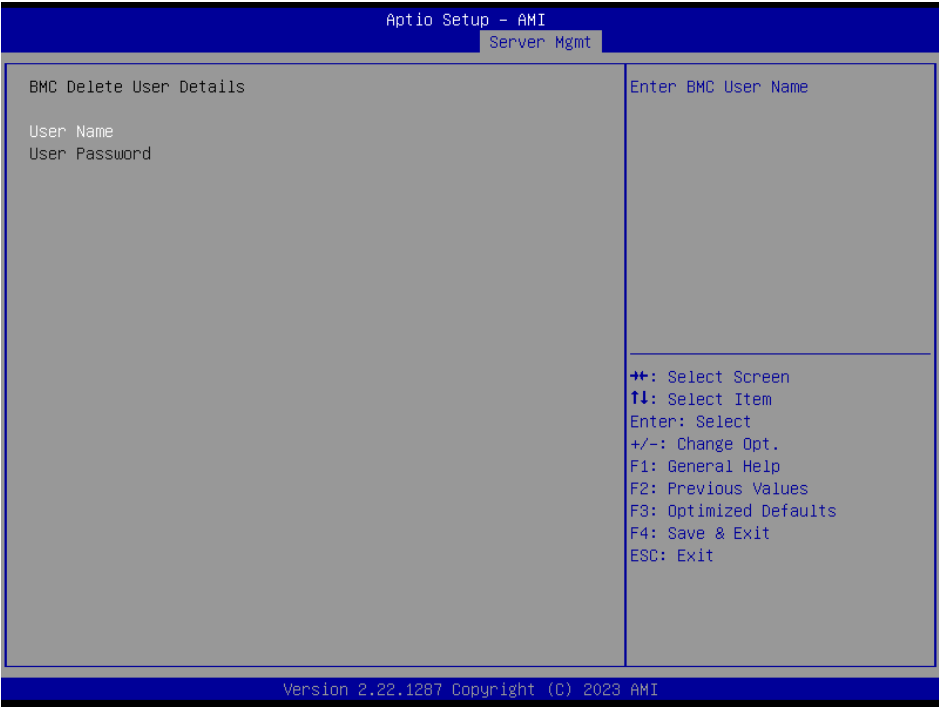 Aptio Setup – AMI
Server Mgmt
BMC Delete User Details
User Name
User Password
Enter BMC User Name
→←: Select Screen
↑↓: Select Item
Enter: Select
+/-: Change Opt.
F1: General Help
F2: Previous Values
F3: Optimized Defaults
F4: Save & Exit
ESC: Exit
Version 2.22.1287 Copyright (C) 2023 AMI